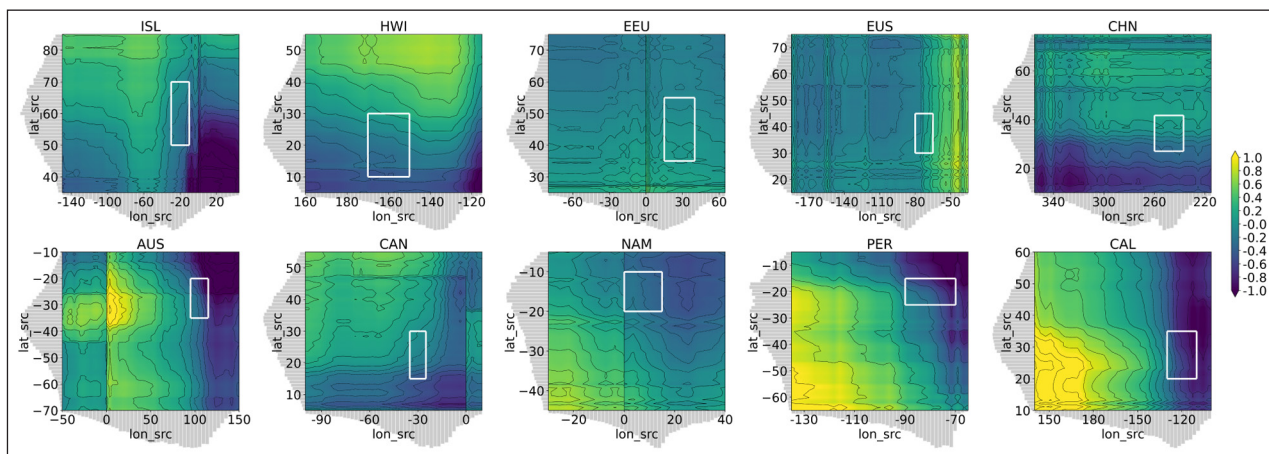 ISL HWI EEU EUS CHN
80 70 60 50 40 lat_src -140 -100 -60 -20 20 lon_src
50 40 30 20 10 lat_src 160 -180 -160 -140 -120 lon_src
70 60 50 40 30 lat_src -60 -30 0 30 60 lon_src
70 60 50 40 30 20 lat_src -170 -140 -110 -80 -50 lon_src
60 40 20 lat_src 340 300 260 220 lon_src
1.0 0.8 0.6 0.4 0.2 -0.0 -0.2 -0.4 -0.6 -0.8 -1.0
AUS CAN NAM PER CAL
−10 −20 −30 −40 −50 −60 −70 lat_src −50 0 50 100 150 lon_src
50 40 30 20 10 lat_src −90 −60 −30 0 lon_src
−10 −20 −30 −40 lat_src −20 0 20 40 lon_src
−10 −20 −30 −40 −50 −60 lat_src -130 -110 -90 -70 lon_src
60 50 40 30 20 10 lat_src 150 180 -150 -120 lon_src